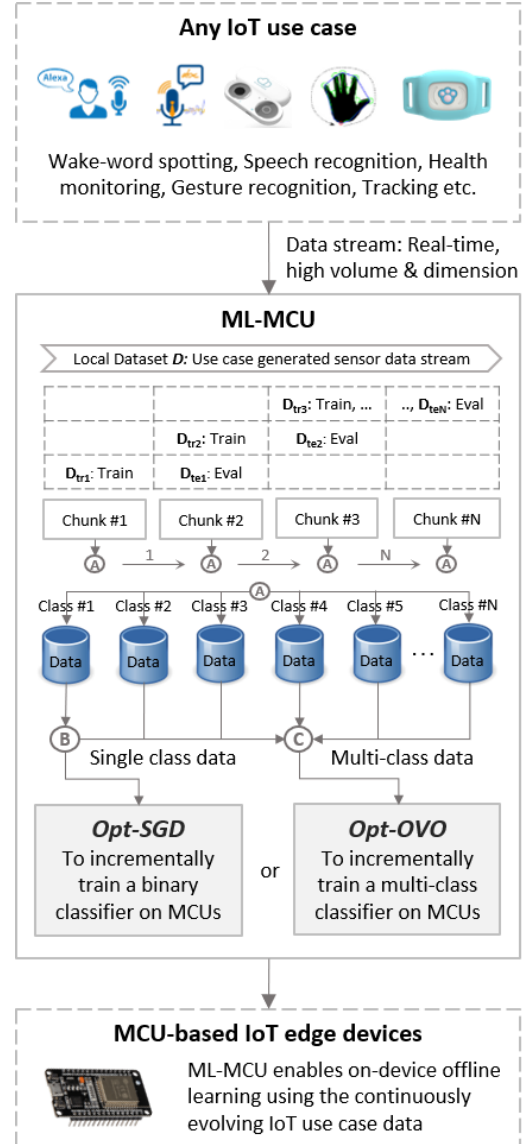 Any IoT use case
Alexa
Wake-word spotting, Speech recognition, Health
monitoring, Gesture recognition, Tracking etc.
Data stream: Real-time,
high volume & dimension
ML-MCU
Local Dataset D: Use case generated sensor data stream
Dtr3: Train, ... .., DteN: Eval
Dtr2: Train Dte2: Eval
Dtr1: Train Dte1: Eval
Chunk #1 Chunk #2 Chunk #3 Chunk #N
A 1 A 2 A N A
A
Class #1 Class #2 Class #3 Class #4 Class #5 Class #N
Data Data Data Data Data ... Data
B C
Single class data Multi-class data
Opt-SGD
To incrementally
train a binary
classifier on MCUs
or
Opt-OVO
To incrementally
train a multi-class
classifier on MCUs
MCU-based IoT edge devices
ML-MCU enables on-device offline
learning using the continuously
evolving IoT use case data